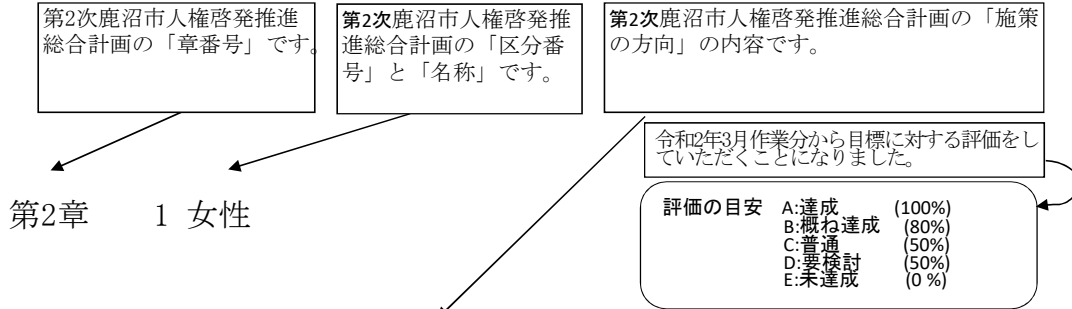 第2次鹿沼市人権啓発推進
総合計画の「章番号」です。
第2次鹿沼市人権啓発推
進総合計画の「区分番
号」と「名称」です。
第2次鹿沼市人権啓発推進総合計画の「施策
の方向」の内容です。
令和2年3月作業分から目標に対する評価をし
ていただくことになりました。
第2章 1 女性
評価の目安 A:達成 (100%)
B:概ね達成 (80%)
C:普通 (50%)
D:要検討 (50%)
E:未達成 (0 %)